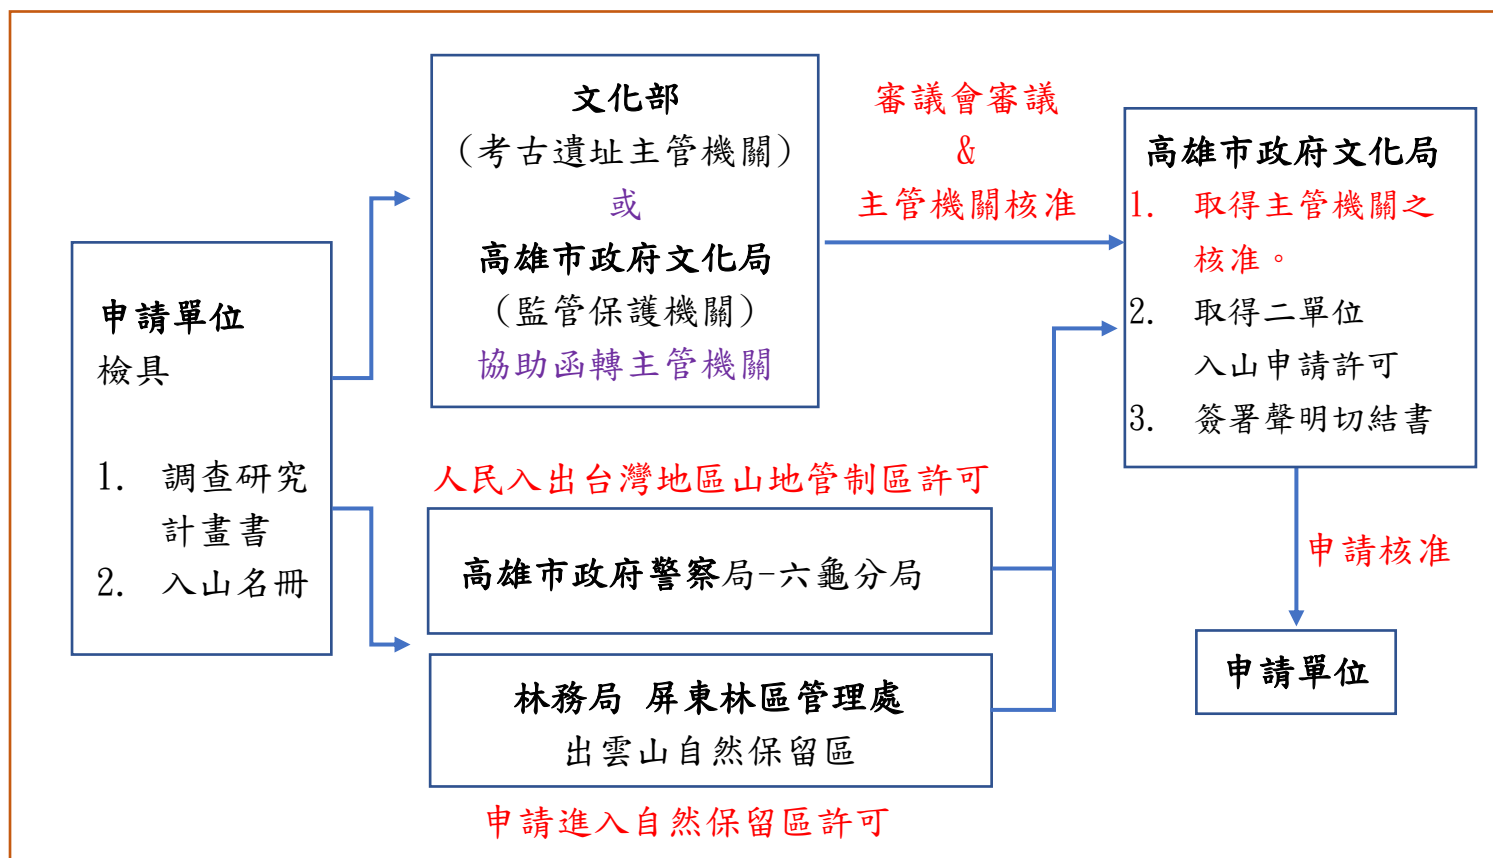 申請單位
檢具
1. 調查研究
計畫書
2. 入山名冊
文化部
(考古遺址主管機關)
或
高雄市政府文化局
(監管保護機關)
協助函轉主管機關
人民入出台灣地區山地管制區許可
高雄市政府警察局-六龜分局
林務局 屏東林區管理處
出雲山自然保留區
申請進入自然保留區許可
審議會審議
&
主管機關核准
高雄市政府文化局
1. 取得主管機關之
核准。
2. 取得二單位
入山申請許可
3. 簽署聲明切結書
申請核准
申請單位